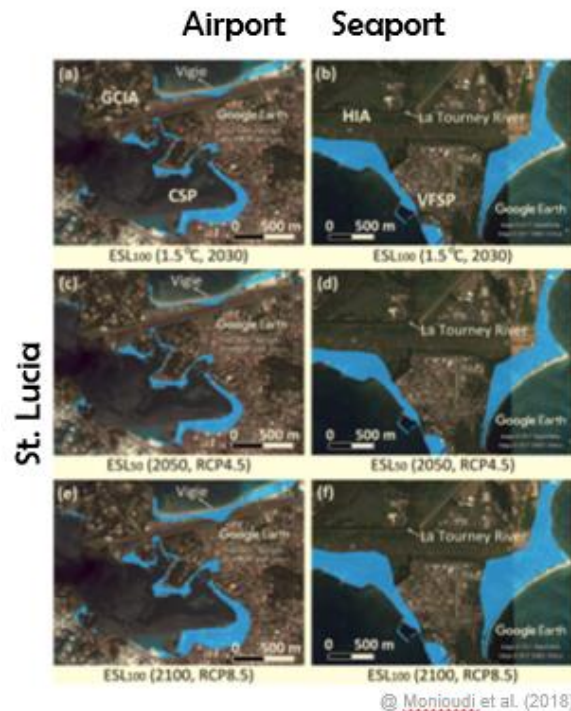 Airport Seaport
St. Lucia
(a) Vigie
GCIA
Google Earth
CSP
0 500 m
ESL100 (1.5°C, 2030)
(b)
HIA La Tourney River
VFSP
Google Earth
0 500 m
ESL100 (1.5°C, 2030)
(c) Vigie
Google Earth
0 500 m
ESL50 (2050, RCP4.5)
(d)
La Tourney River
Google Earth
0 500 m
ESL50 (2050, RCP4.5)
(e) Vigie
Google Earth
0 500 m
ESL100 (2100, RCP8.5)
(f)
La Tourney River
Google Earth
0 500 m
ESL100 (2100, RCP8.5)
@ Monioudi et al. (2018)